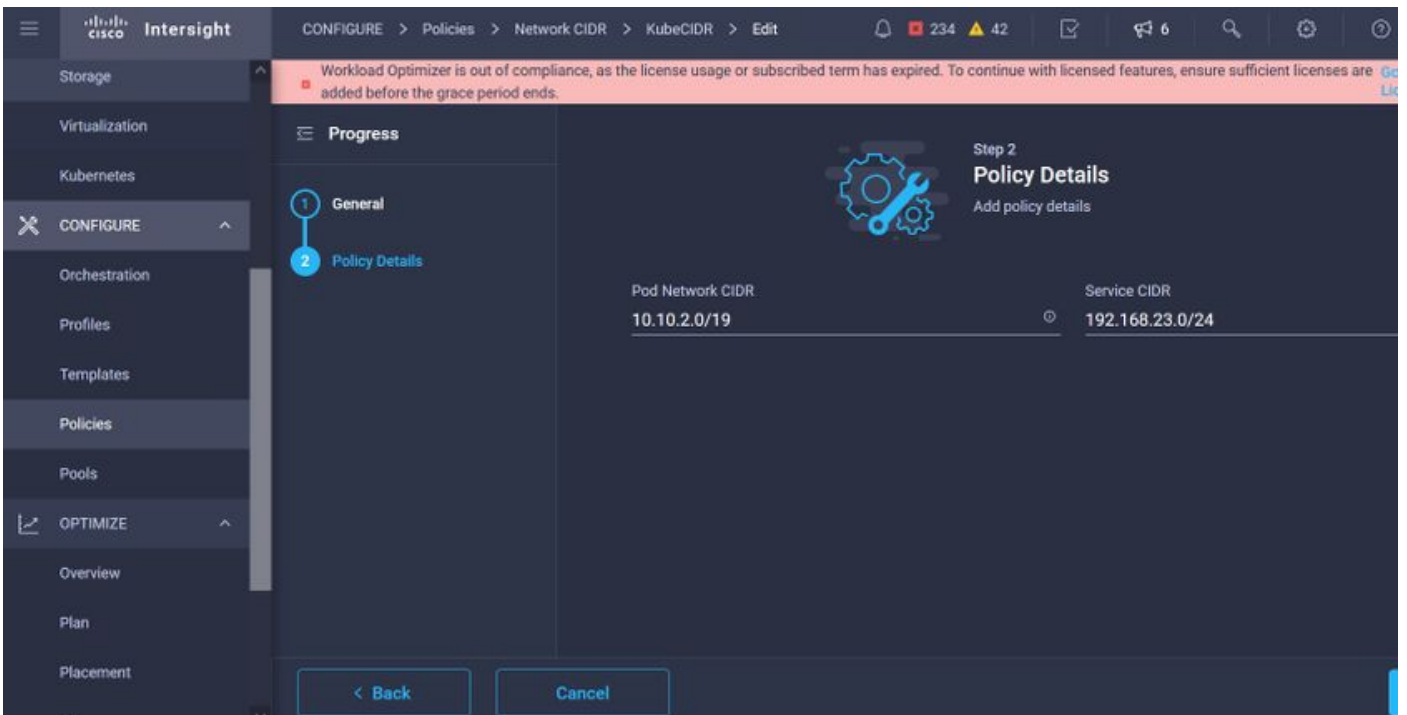 cisco Intersight
CONFIGURE > Policies > Network CIDR > KubeCIDR > Edit
234 42
6
Workload Optimizer is out of compliance, as the license usage or subscribed term has expired. To continue with licensed features, ensure sufficient licenses are
added before the grace period ends.
Storage
Virtualization
Kubernetes
CONFIGURE
Orchestration
Profiles
Templates
Policies
Pools
OPTIMIZE
Overview
Plan
Placement
Progress
1 General
2 Policy Details
Step 2
Policy Details
Add policy details
Pod Network CIDR
10.10.2.0/19
Service CIDR
192.168.23.0/24
< Back
Cancel